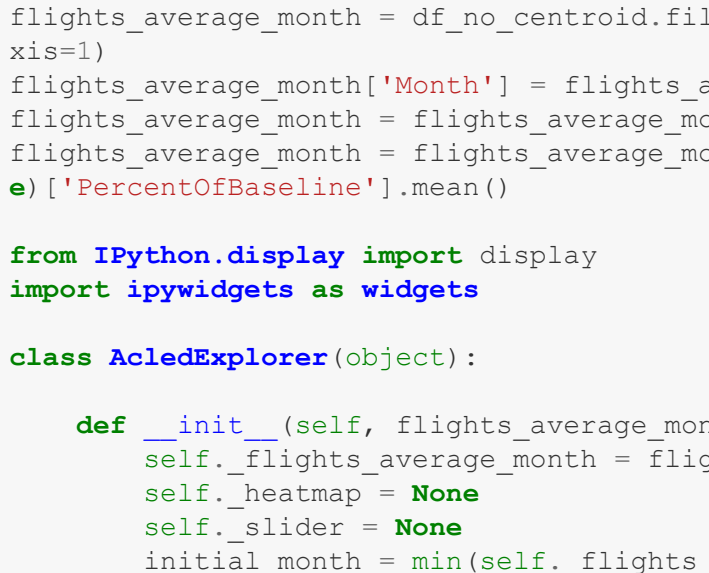 flights_average_month = df_no_centroid.fil
xis=1)
flights_average_month['Month'] = flights_a
flights_average_month = flights_average_mo
flights_average_month = flights_average_mo
e)['PercentOfBaseline'].mean()

from IPython.display import display
import ipywidgets as widgets

class AcledExplorer(object):

    def __init__(self, flights_average_mon
        self._flights_average_month = flig
        self._heatmap = None
        self._slider = None
        initial_month = min(self._flights_